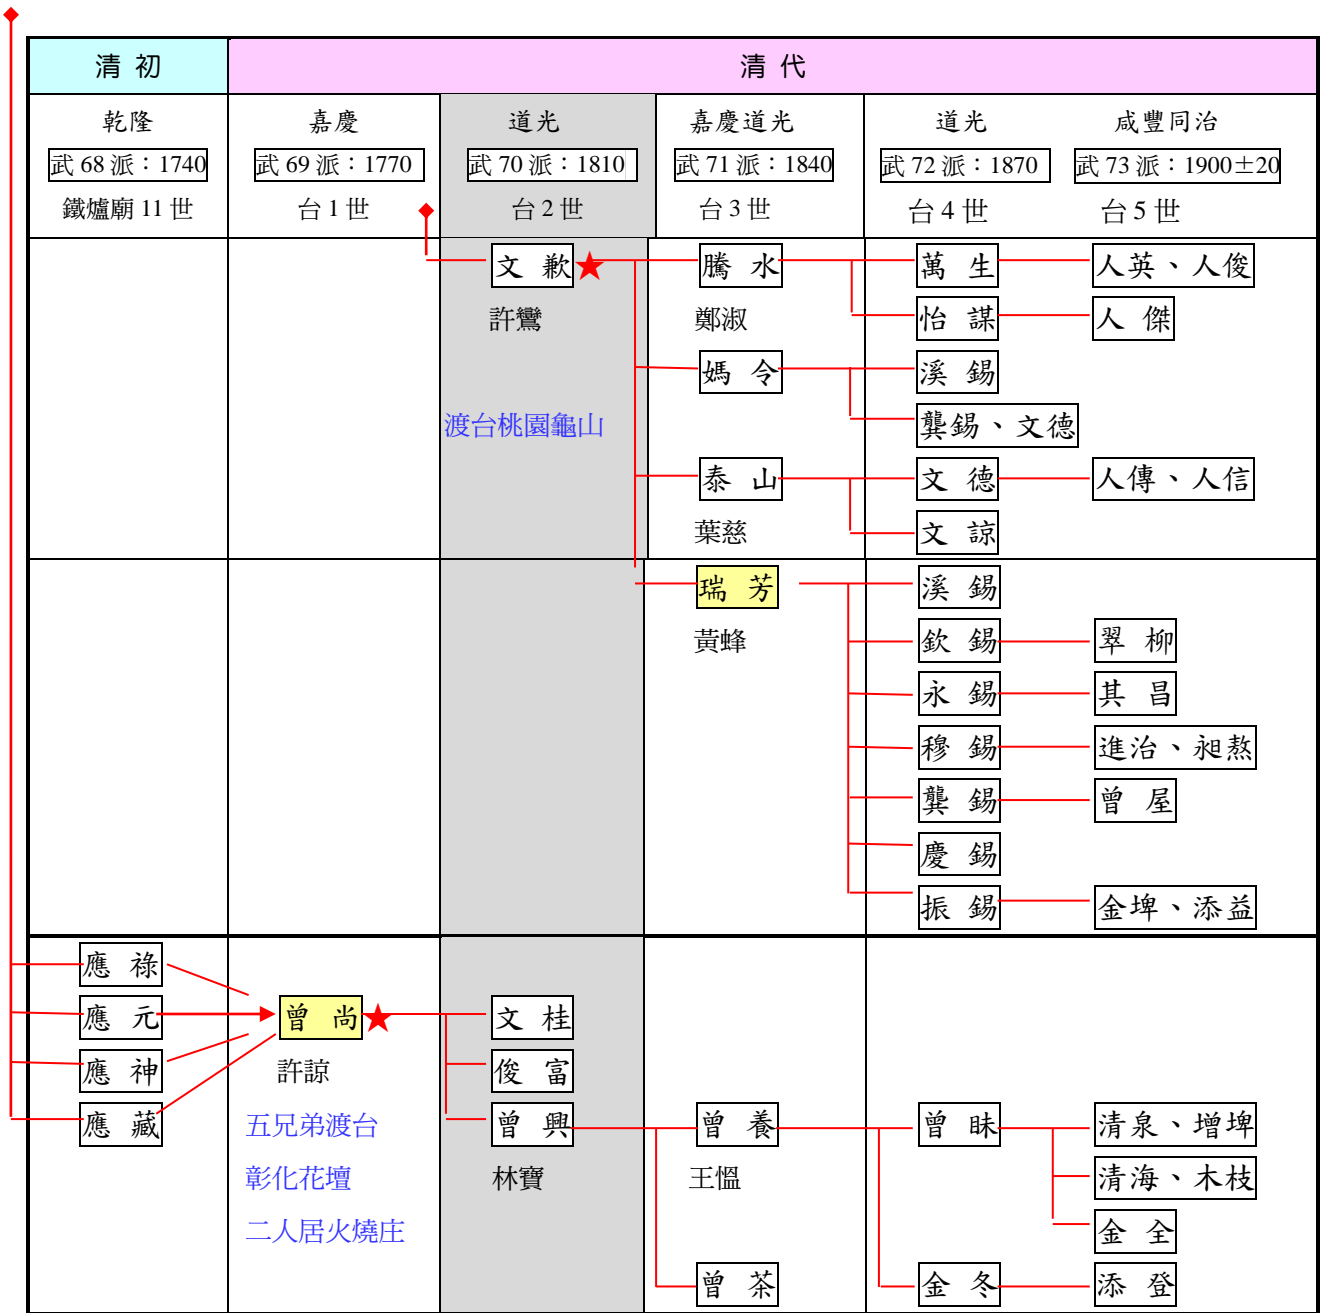 清 初 清 代
乾隆 嘉慶 道光 嘉慶道光 道光 咸豐同治
武 68 派：1740 武 69 派：1770 武 70 派：1810 武 71 派：1840 武 72 派：1870 武 73 派：1900±20
鐵爐廟 11 世 台 1 世 台 2 世 台 3 世 台 4 世 台 5 世
文 歉 ★ 騰 水 萬 生 人英、人俊
許鸞 鄭淑 怡 謀 人 傑
媽 令 溪 錫
渡台桃園龜山 龔錫、文德
泰 山 文 德 人傳、人信
葉慈 文 諒
瑞 芳 溪 錫
黃蜂 欽 錫 翠 柳
永 錫 其 昌
穆 錫 進治、昶熬
龔 錫 曾 屋
慶 錫
振 錫 金埤、添益
應 祿
應 元 曾 尚 ★ 文 桂
應 神 許諒 俊 富
應 藏 五兄弟渡台 曾 興 曾 養 曾 昧 清泉、增埤
彰化花壇 林寶 王慍 清海、木枝
二人居火燒庄 金 全
曾 茶 金 冬 添 登